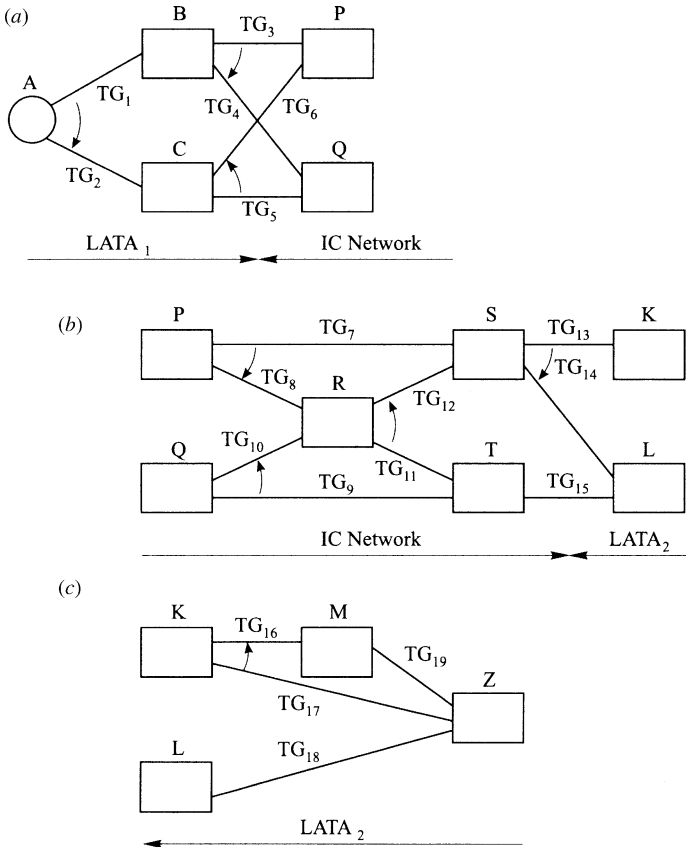 (a)
B
TG3
P
A
TG1
TG4
TG6
C
Q
TG2
TG5
LATA 1
IC Network
(b)
P
TG7
S
TG13
K
TG8
R
TG12
TG14
Q
TG10
TG11
T
L
TG9
TG15
IC Network
LATA2
(c)
K
TG16
M
TG19
Z
TG17
L
TG18
LATA 2